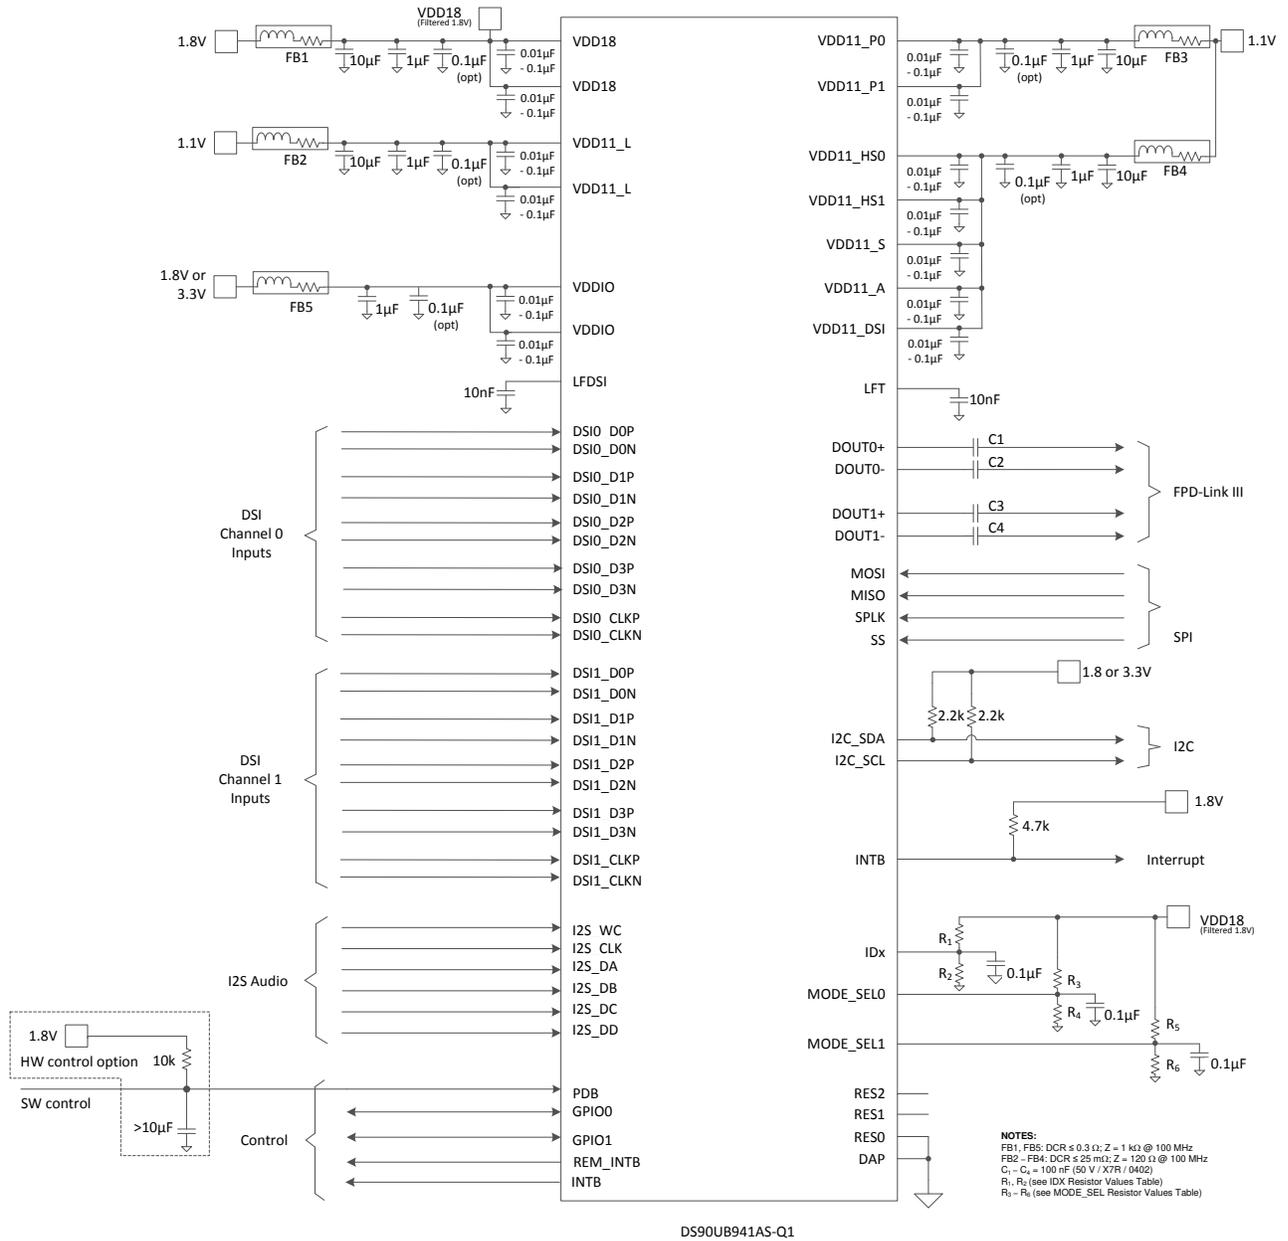 VDD18
(Filtered 1.8V)
1.8V
FB1
10µF
1µF
0.1µF
(opt)
0.01µF
- 0.1µF
VDD18
0.01µF
- 0.1µF
VDD18
1.1V
FB2
10µF
1µF
0.1µF
(opt)
0.01µF
- 0.1µF
VDD11_L
0.01µF
- 0.1µF
VDD11_L
1.8V or
3.3V
FB5
1µF
0.1µF
(opt)
0.01µF
- 0.1µF
VDDIO
0.01µF
- 0.1µF
VDDIO
10nF
LFDSI
DSI
Channel 0
Inputs
DSI0_D0P
DSI0_D0N
DSI0_D1P
DSI0_D1N
DSI0_D2P
DSI0_D2N
DSI0_D3P
DSI0_D3N
DSI0_CLKP
DSI0_CLKN
DSI
Channel 1
Inputs
DSI1_D0P
DSI1_D0N
DSI1_D1P
DSI1_D1N
DSI1_D2P
DSI1_D2N
DSI1_D3P
DSI1_D3N
DSI1_CLKP
DSI1_CLKN
I2S Audio
I2S_WC
I2S_CLK
I2S_DA
I2S_DB
I2S_DC
I2S_DD
1.8V
HW control option
10k
SW control
>10µF
Control
PDB
GPIO0
GPIO1
REM_INTB
INTB
VDD11_P0
0.01µF
- 0.1µF
0.1µF
(opt)
1µF
10µF
FB3
1.1V
VDD11_P1
0.01µF
- 0.1µF
VDD11_HS0
0.01µF
- 0.1µF
0.1µF
(opt)
1µF
10µF
FB4
VDD11_HS1
0.01µF
- 0.1µF
VDD11_S
0.01µF
- 0.1µF
VDD11_A
0.01µF
- 0.1µF
VDD11_DSI
0.01µF
- 0.1µF
LFT
10nF
DOUT0+
C1
DOUT0-
C2
DOUT1+
C3
DOUT1-
C4
FPD-Link III
MOSI
MISO
SPLK
SS
SPI
1.8 or 3.3V
2.2k
2.2k
I2C_SDA
I2C_SCL
I2C
1.8V
4.7k
INTB
Interrupt
VDD18
(Filtered 1.8V)
IDx
R1
R2
0.1µF
MODE_SEL0
R3
R4
0.1µF
MODE_SEL1
R5
R6
0.1µF
RES2
RES1
RES0
DAP
NOTES:
FB1, FB5: DCR ≤ 0.3 Ω; Z = 1 kΩ @ 100 MHz
FB2 – FB4: DCR ≤ 25 mΩ; Z = 120 Ω @ 100 MHz
C1 – C4 = 100 nF (50 V / X7R / 0402)
R1, R2 (see IDX Resistor Values Table)
R3 – R6 (see MODE_SEL Resistor Values Table)
DS90UB941AS-Q1